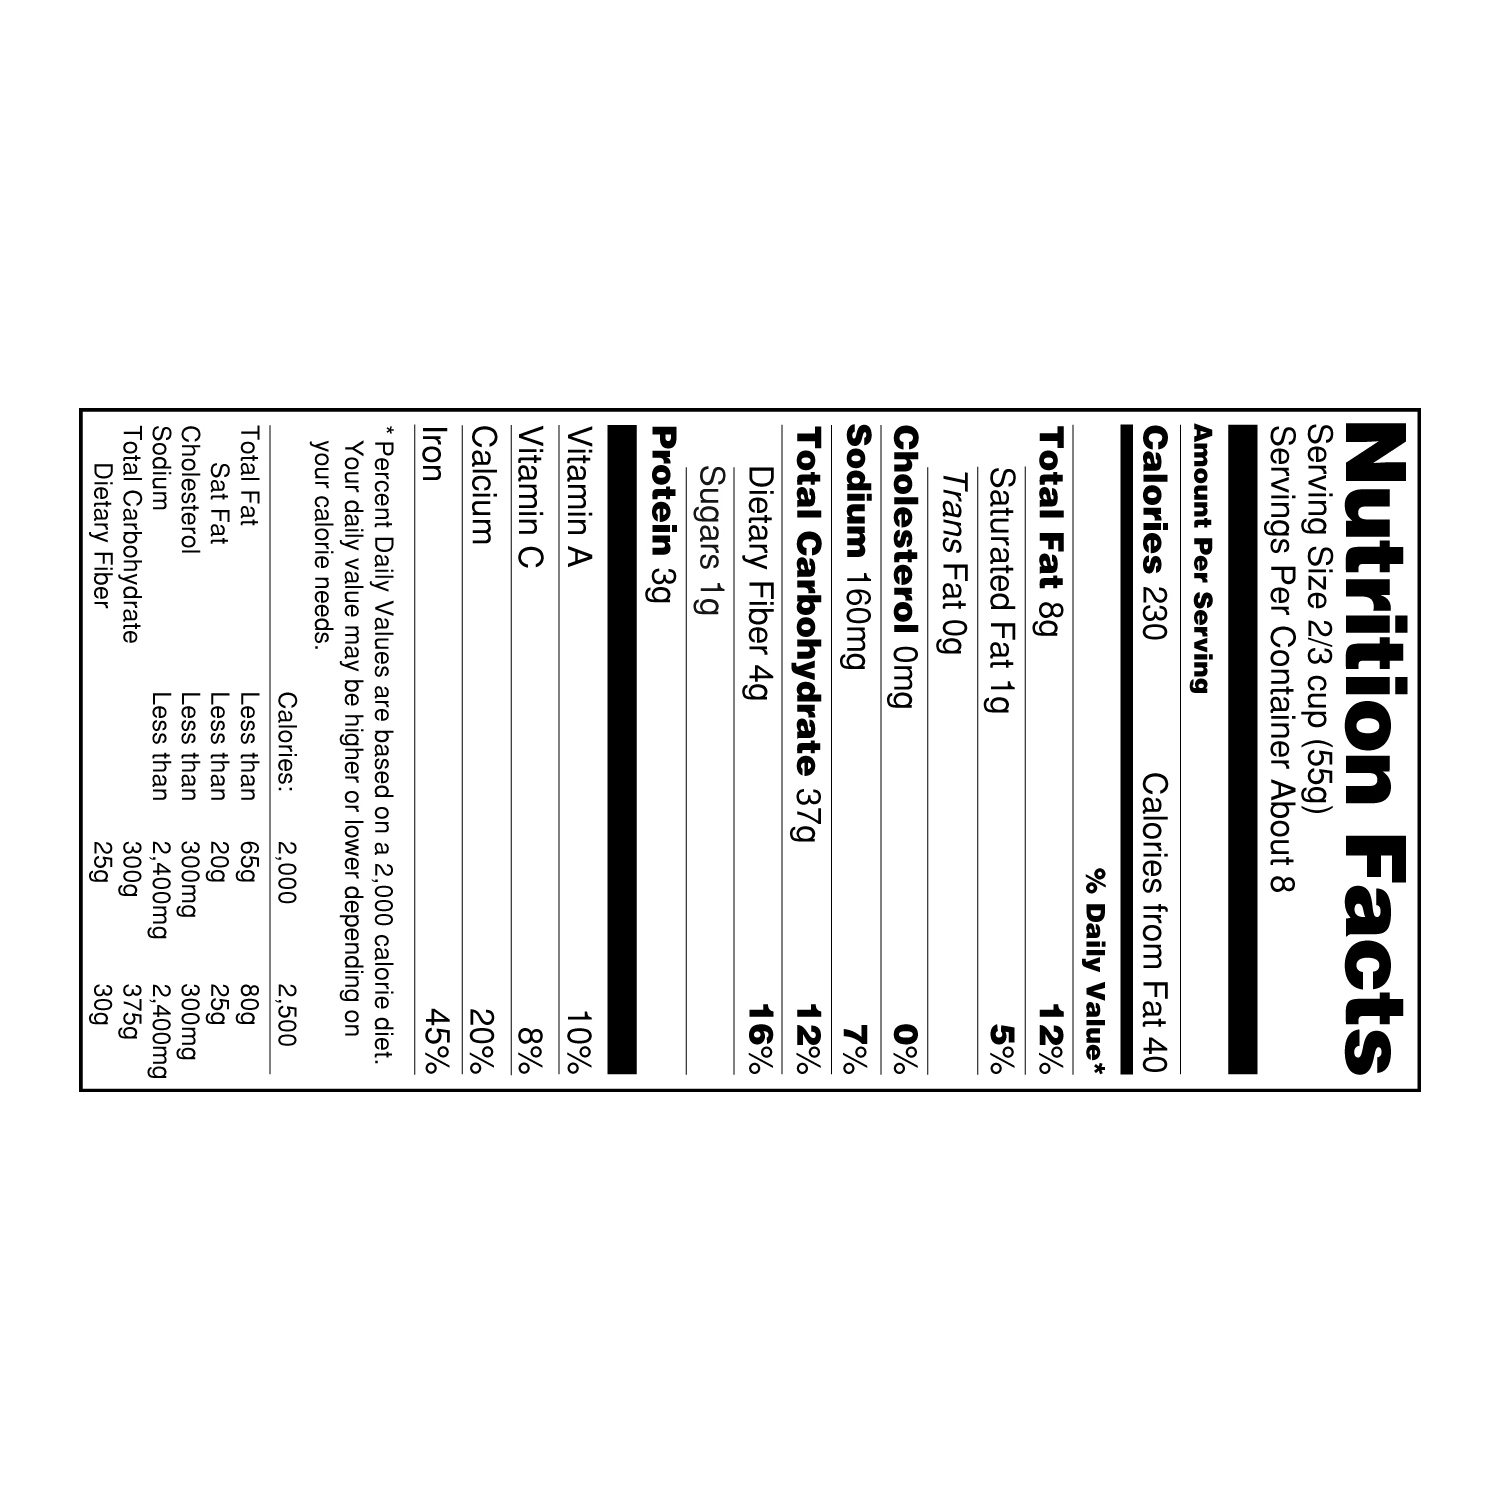 Nutrition Facts
Serving Size 2/3 cup (55g)
Servings Per Container About 8
Amount Per Serving
Calories 230 Calories from Fat 40
% Daily Value*
Total Fat 8g 12%
Saturated Fat 1g 5%
Trans Fat 0g
Cholesterol 0mg 0%
Sodium 160mg 7%
Total Carbohydrate 37g 12%
Dietary Fiber 4g 16%
Sugars 1g
Protein 3g
Vitamin A 10%
Vitamin C 8%
Calcium 20%
Iron 45%
* Percent Daily Values are based on a 2,000 calorie diet.
Your daily value may be higher or lower depending on
your calorie needs.
Calories: 2,000 2,500
Total Fat Less than 65g 80g
Sat Fat Less than 20g 25g
Cholesterol Less than 300mg 300mg
Sodium Less than 2,400mg 2,400mg
Total Carbohydrate 300g 375g
Dietary Fiber 25g 30g